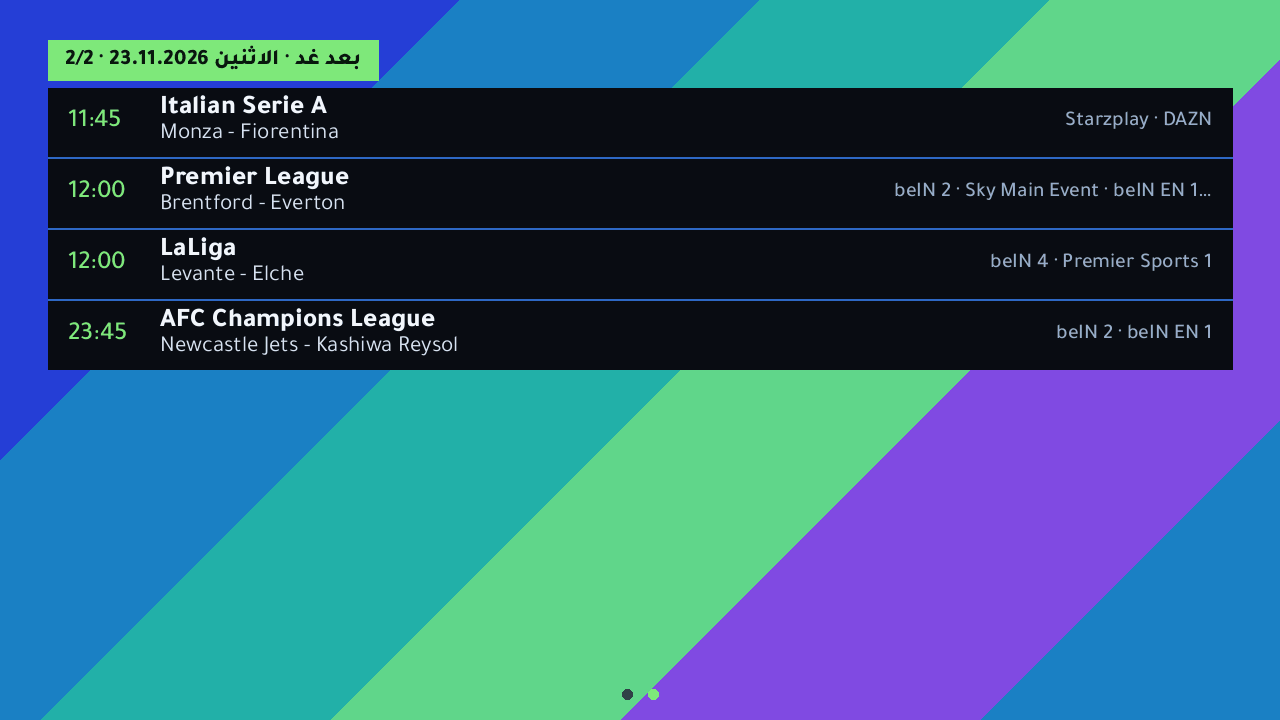 بعد غد · الاثنين 23.11.2026 · 2/2
11:45
Italian Serie A
Monza - Fiorentina
Starzplay · DAZN
12:00
Premier League
Brentford - Everton
beIN 2 · Sky Main Event · beIN EN 1…
12:00
LaLiga
Levante - Elche
beIN 4 · Premier Sports 1
23:45
AFC Champions League
Newcastle Jets - Kashiwa Reysol
beIN 2 · beIN EN 1